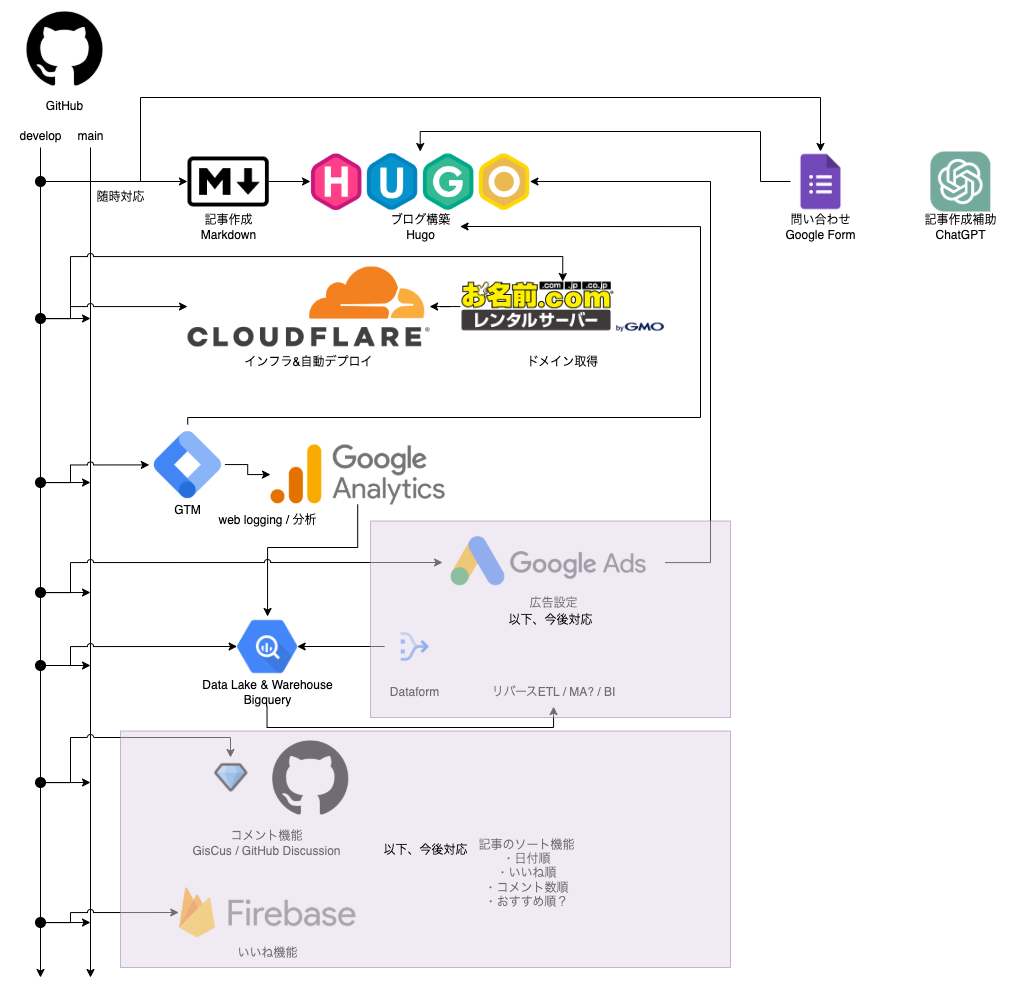 GitHub
develop
main
随時対応
M
記事作成
Markdown
HUGO
ブログ構築
Hugo
問い合わせ
Google Form
記事作成補助
ChatGPT
CLOUDFLARE®
インフラ&自動デプロイ
.com .jp .co.jp
お名前.com
レンタルサーバー
by GMO
ドメイン取得
GTM
Google
Analytics
web logging / 分析
Google Ads
広告設定
以下、今後対応
Data Lake & Warehouse
Bigquery
Dataform
リバースETL / MA? / BI
コメント機能
GisCus / GitHub Discussion
以下、今後対応
記事のソート機能
・日付順
・いいね順
・コメント数順
・おすすめ順？
Firebase
いいね機能